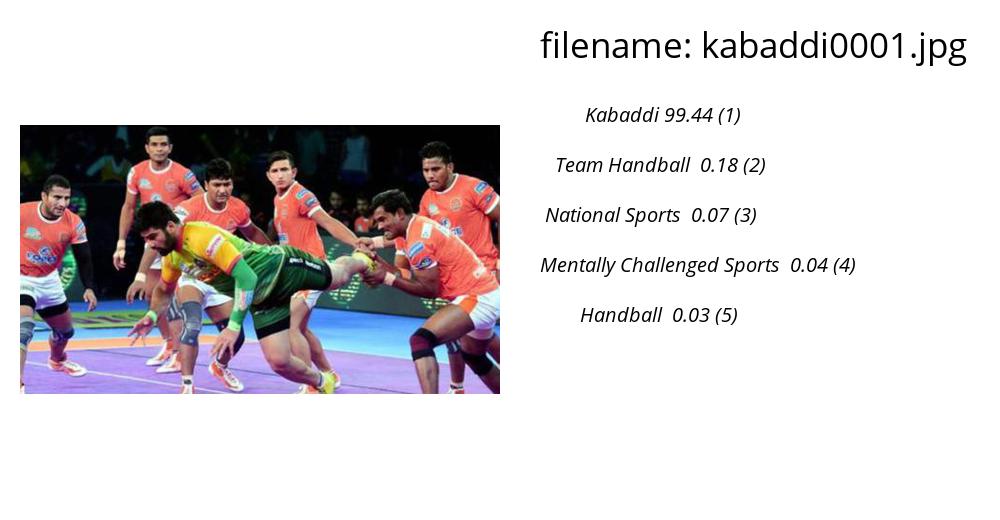 filename: kabaddi0001.jpg
Kabaddi 99.44 (1)
Team Handball 0.18 (2)
National Sports 0.07 (3)
Mentally Challenged Sports 0.04 (4)
Handball 0.03 (5)